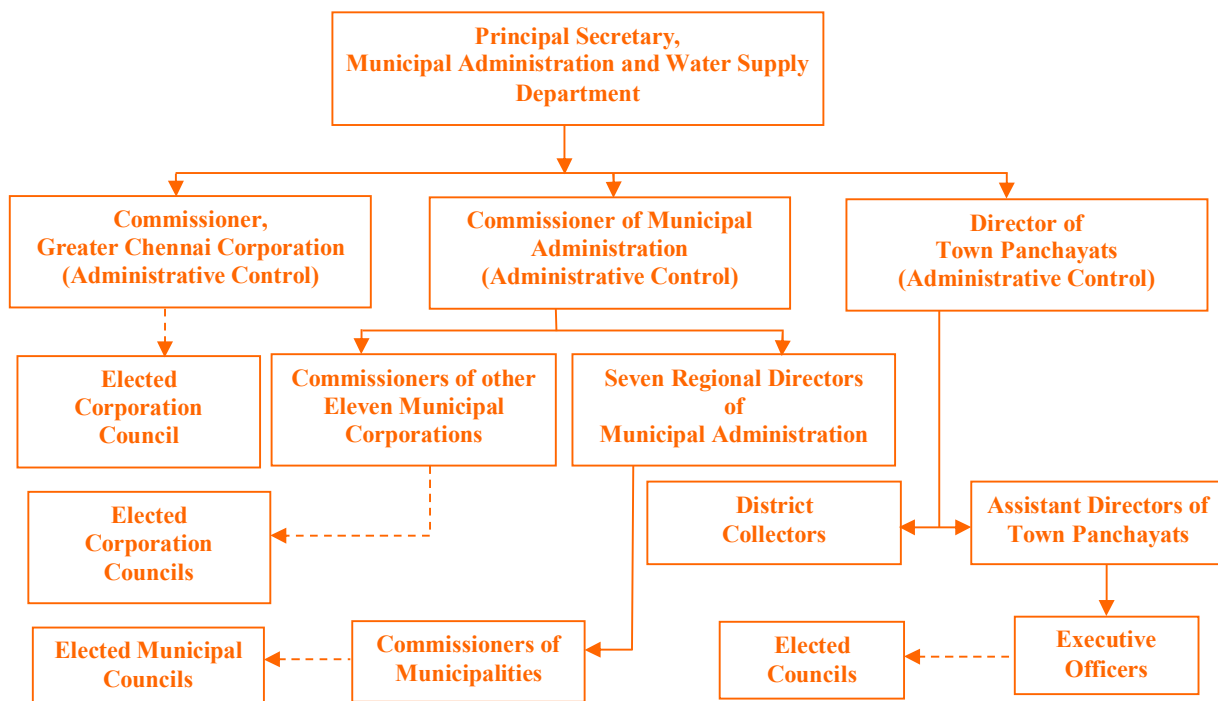 Principal Secretary,
Municipal Administration and Water Supply
Department
Commissioner,
Greater Chennai Corporation
(Administrative Control)
Commissioner of Municipal
Administration
(Administrative Control)
Director of
Town Panchayats
(Administrative Control)
Elected
Corporation
Council
Commissioners of other
Eleven Municipal
Corporations
Seven Regional Directors
of
Municipal Administration
Elected
Corporation
Councils
District
Collectors
Assistant Directors of
Town Panchayats
Elected Municipal
Councils
Commissioners of
Municipalities
Elected
Councils
Executive
Officers